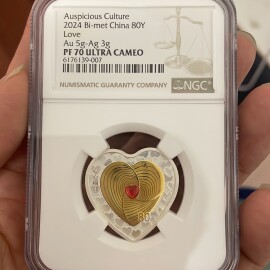 Auspicious Culture
2024 Bi-met China 80Y
Love
Au 5g-Ag 3g
PF 70 ULTRA CAMEO
6176139-007
NUMISMATIC GUARANTY COMPANY
NGC
80